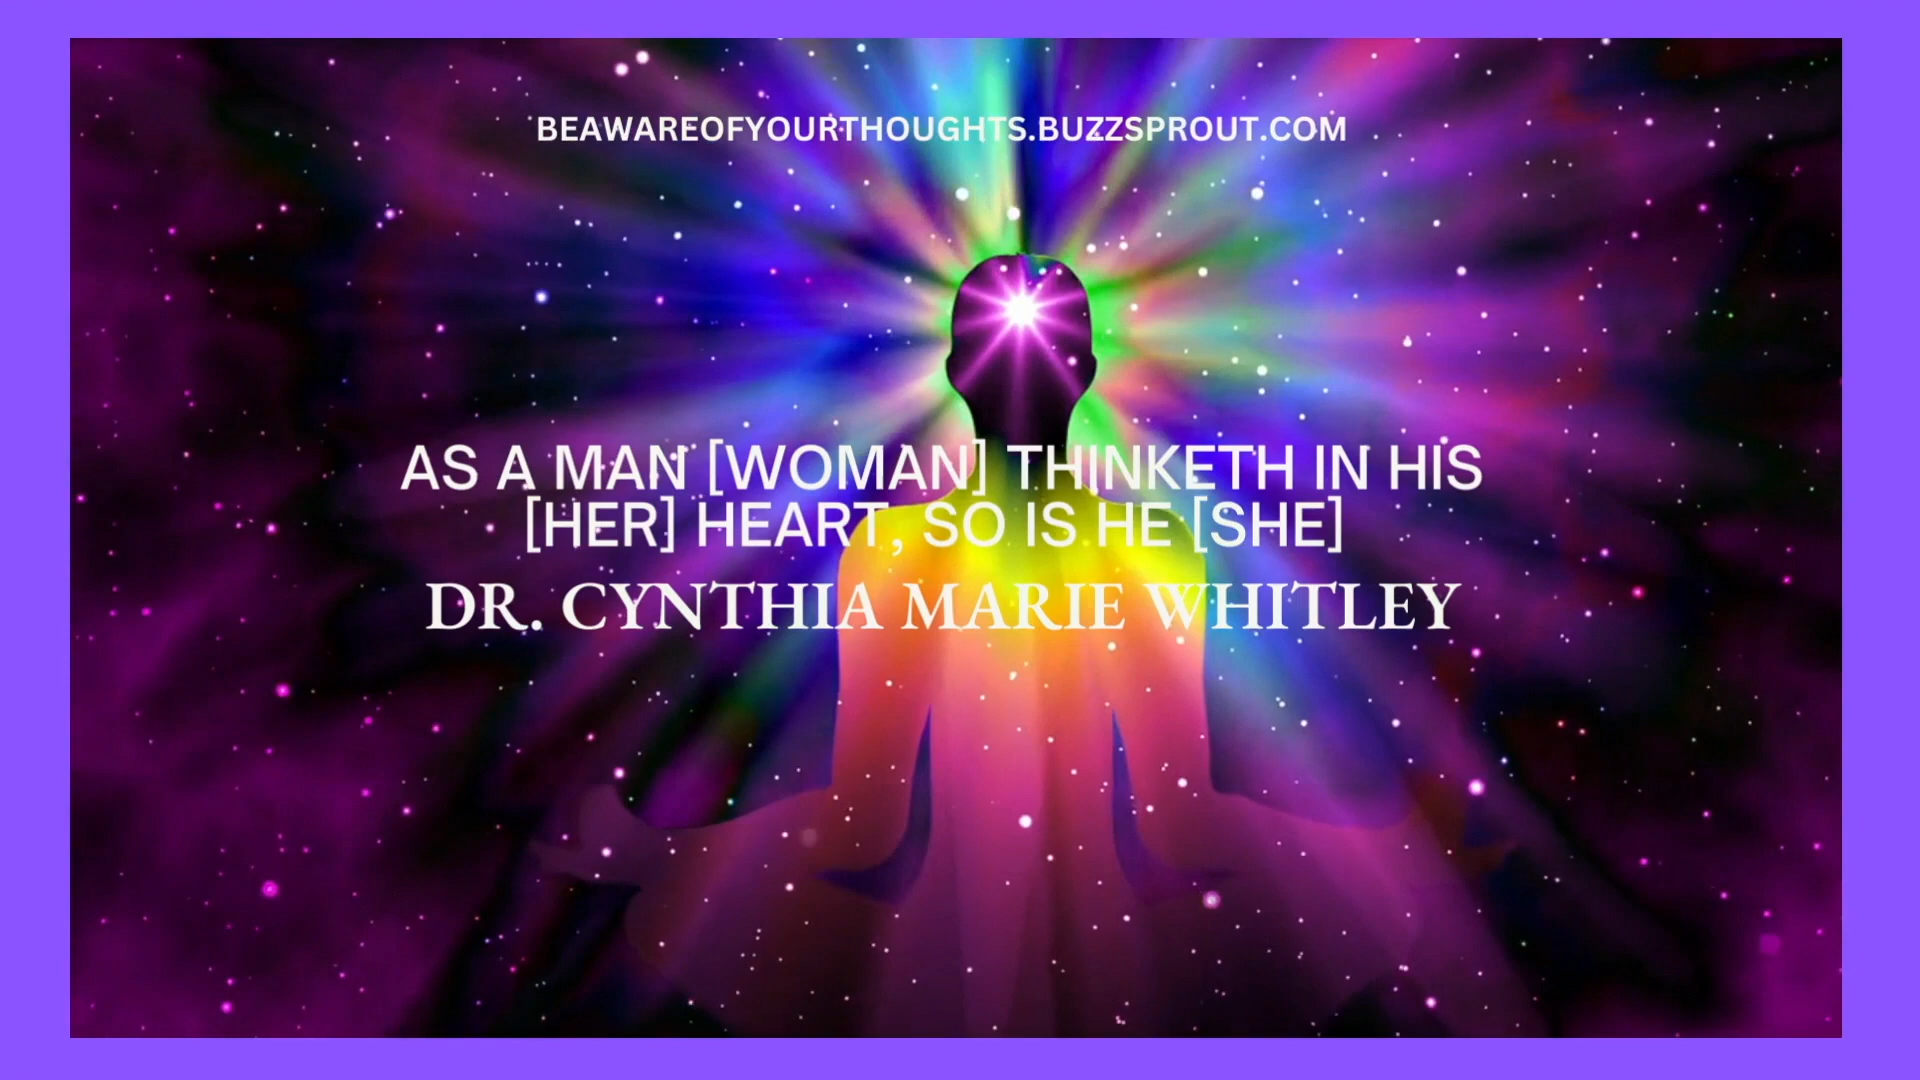 BEAWAREOFYOURTHOUGHTS.BUZZSPROUT.COM
AS A MAN [WOMAN] THINKETH IN HIS
[HER] HEART, SO IS HE [SHE]
DR. CYNTHIA MARIE WHITLEY